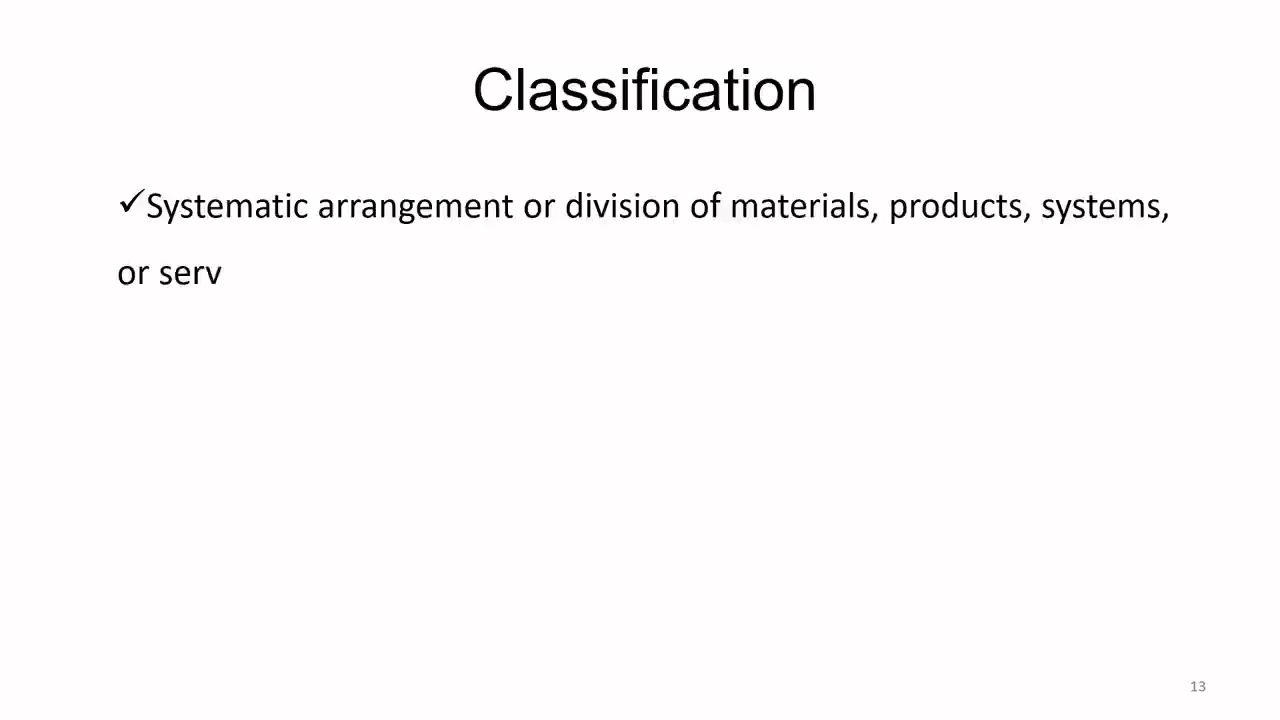 Classification
✓Systematic arrangement or division of materials, products, systems,
or serv
13